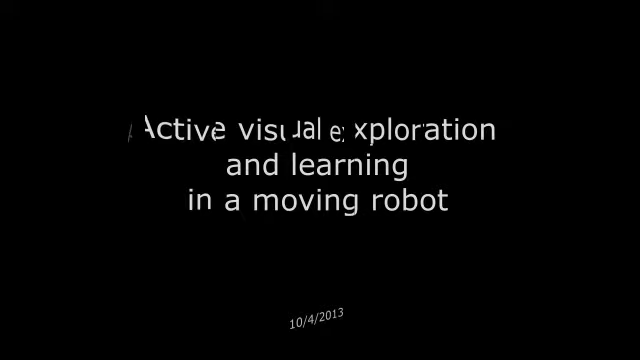 Active visual exploration
and learning
in a moving robot
10/4/2013